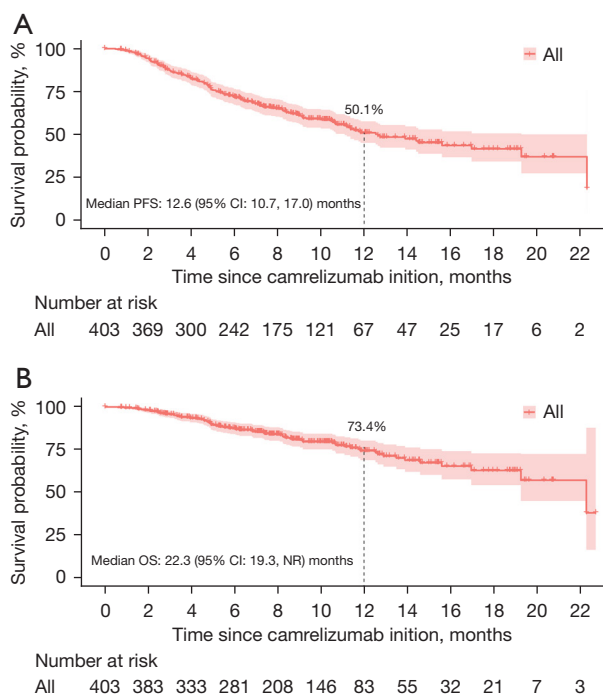 A
Survival probability, %
100
75
50
25
0
All
50.1%
Median PFS: 12.6 (95% CI: 10.7, 17.0) months
0 2 4 6 8 10 12 14 16 18 20 22
Time since camrelizumab inition, months
Number at risk
All 403 369 300 242 175 121 67 47 25 17 6 2
B
Survival probability, %
100
75
50
25
0
All
73.4%
Median OS: 22.3 (95% CI: 19.3, NR) months
0 2 4 6 8 10 12 14 16 18 20 22
Time since camrelizumab inition, months
Number at risk
All 403 383 333 281 208 146 83 55 32 21 7 3